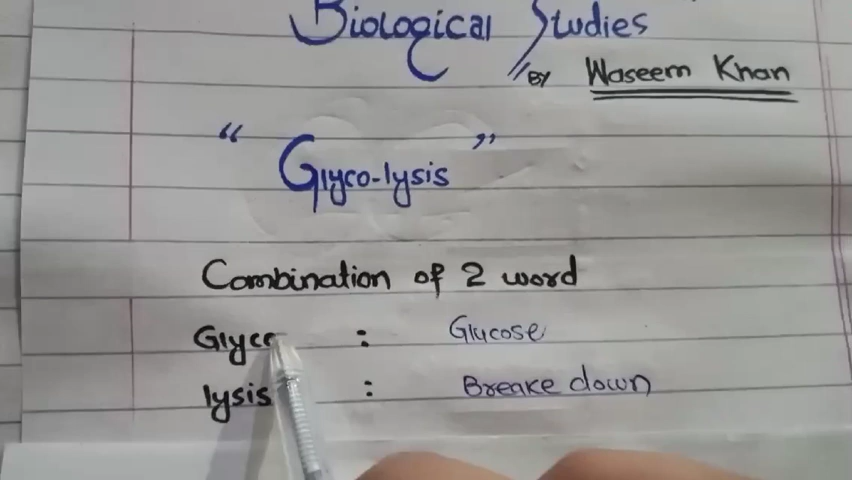 Biological Studies
By Waseem Khan
"Glyco-lysis"
Combination of 2 word
Glyco : Glucose
lysis : Breake down